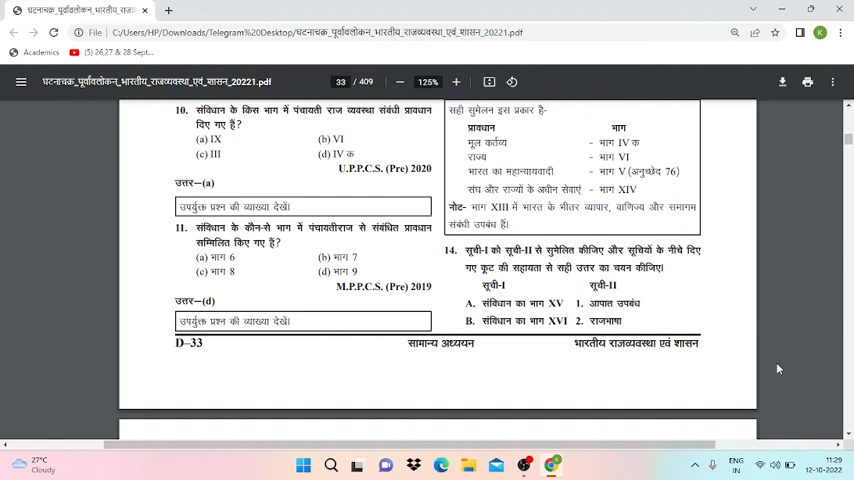 घटनाचक्र_पूर्वावलोकन_भारतीय_राजव
File C:/Users/HP/Downloads/Telegram%20Desktop/घटनाचक्र_पूर्वावलोकन_भारतीय_राजव्यवस्था_एवं_शासन_20221.pdf
K
Academics (5) 26,27 & 28 Sept...
घटनाचक्र_पूर्वावलोकन_भारतीय_राजव्यवस्था_एवं_शासन_20221.pdf
33 / 409
125%
10. संविधान के किस भाग में पंचायती राज व्यवस्था संबंधी प्रावधान
दिए गए हैं?
(a) IX (b) VI
(c) III (d) IV क
U.P.P.C.S. (Pre) 2020
उत्तर–(a)
उपर्युक्त प्रश्न की व्याख्या देखें।
11. संविधान के कौन-से भाग में पंचायतीराज से संबंधित प्रावधान
सम्मिलित किए गए हैं?
(a) भाग 6 (b) भाग 7
(c) भाग 8 (d) भाग 9
M.P.P.C.S. (Pre) 2019
उत्तर–(d)
उपर्युक्त प्रश्न की व्याख्या देखें।
सही सुमेलन इस प्रकार है-
प्रावधान भाग
मूल कर्तव्य - भाग IV क
राज्य - भाग VI
भारत का महान्यायवादी - भाग V (अनुच्छेद 76)
संघ और राज्यों के अधीन सेवाएं - भाग XIV
नोट- भाग XIII में भारत के भीतर व्यापार, वाणिज्य और समागम
संबंधी उपबंध हैं।
14. सूची-I को सूची-II से सुमेलित कीजिए और सूचियों के नीचे दिए
गए कूट की सहायता से सही उत्तर का चयन कीजिए।
सूची-I सूची-II
A. संविधान का भाग XV 1. आपात उपबंध
B. संविधान का भाग XVI 2. राजभाषा
D–33 सामान्य अध्ययन भारतीय राजव्यवस्था एवं शासन
27°C
Cloudy
ENG
IN
11:29
12-10-2022